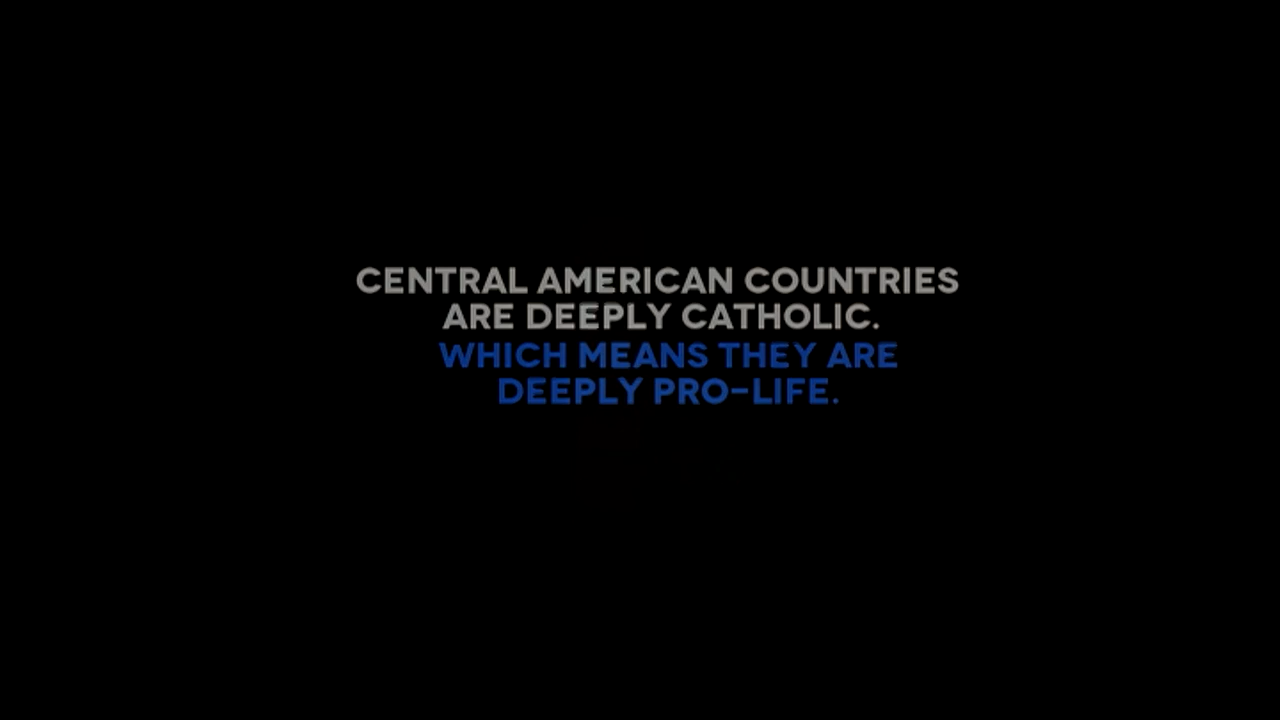 CENTRAL AMERICAN COUNTRIES
ARE DEEPLY CATHOLIC.
WHICH MEANS THEY ARE
DEEPLY PRO-LIFE.